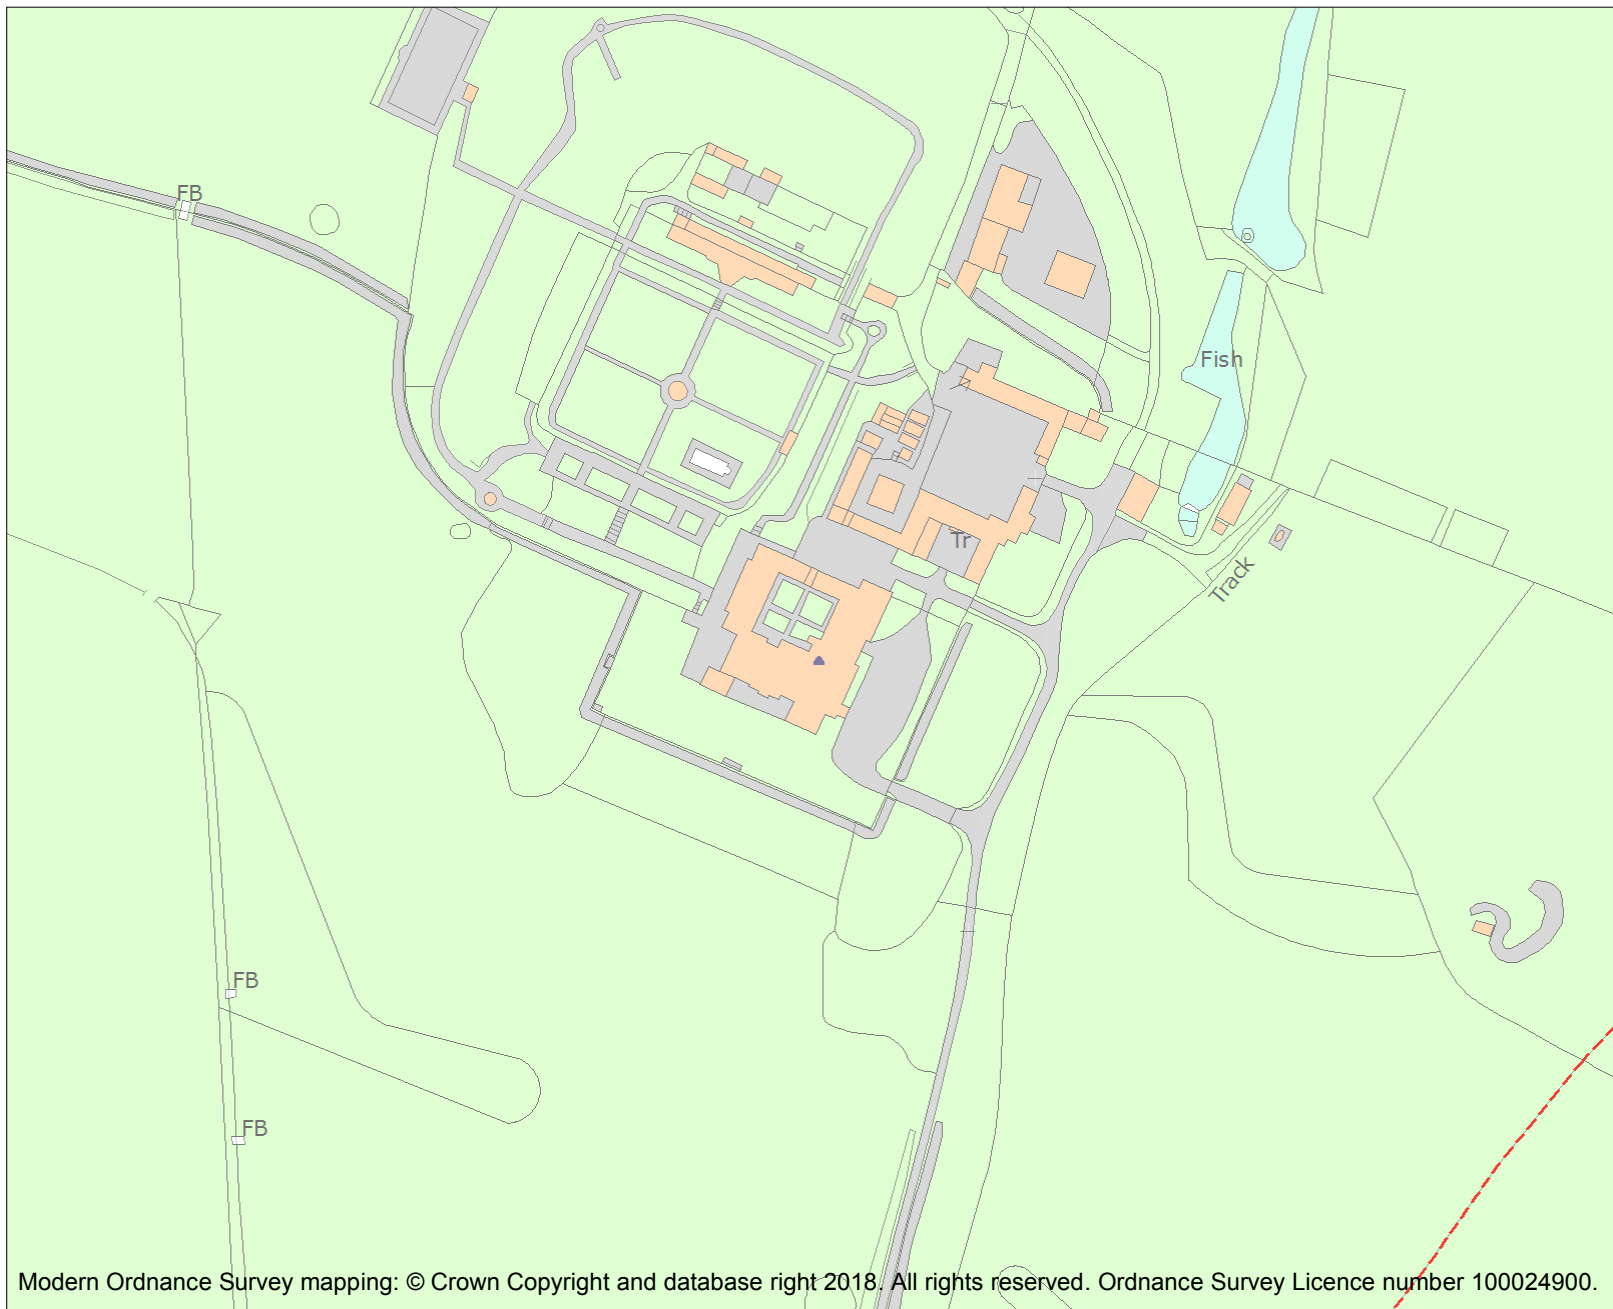 FB
Fish
Tr
Track
FB
FB
Modern Ordnance Survey mapping: © Crown Copyright and database right 2018. All rights reserved. Ordnance Survey Licence number 100024900.